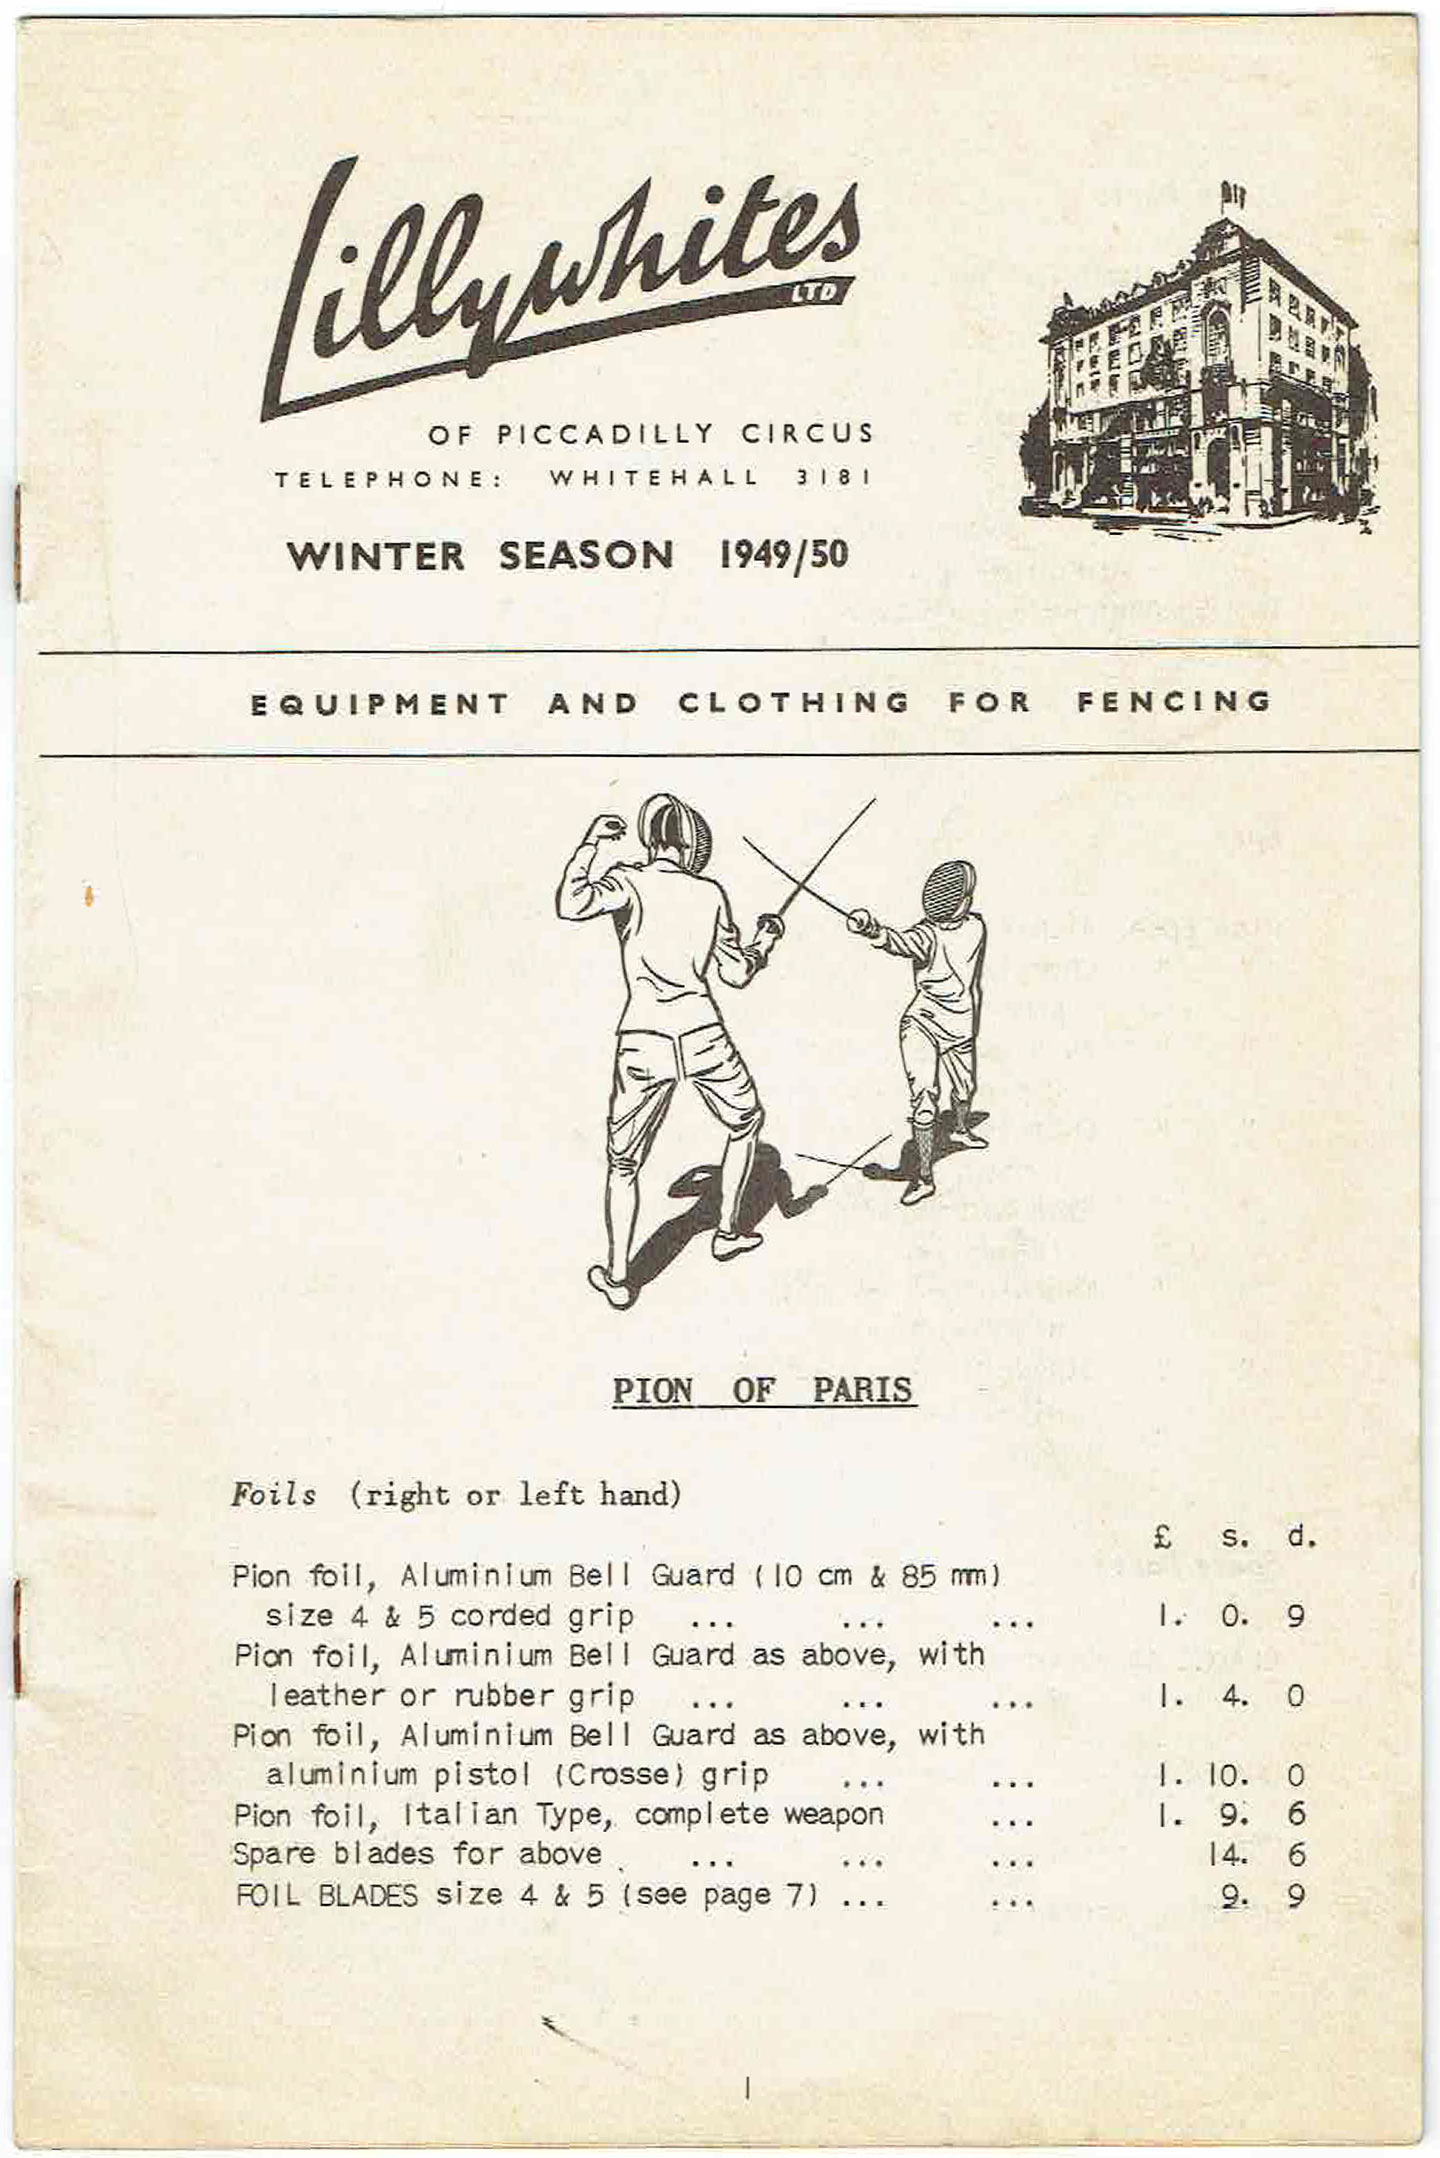 Lillywhites
LTD
OF PICCADILLY CIRCUS
TELEPHONE: WHITEHALL 3181
WINTER SEASON 1949/50
EQUIPMENT AND CLOTHING FOR FENCING
PION OF PARIS
Foils (right or left hand)
£ s. d.
Pion foil, Aluminium Bell Guard (10 cm & 85 mm)
size 4 & 5 corded grip ... ... ... 1. 0. 9
Pion foil, Aluminium Bell Guard as above, with
leather or rubber grip ... ... ... 1. 4. 0
Pion foil, Aluminium Bell Guard as above, with
aluminium pistol (Crosse) grip ... ... 1. 10. 0
Pion foil, Italian Type, complete weapon ... 1. 9. 6
Spare blades for above ... ... ... 14. 6
FOIL BLADES size 4 & 5 (see page 7) ... ... 9. 9
1